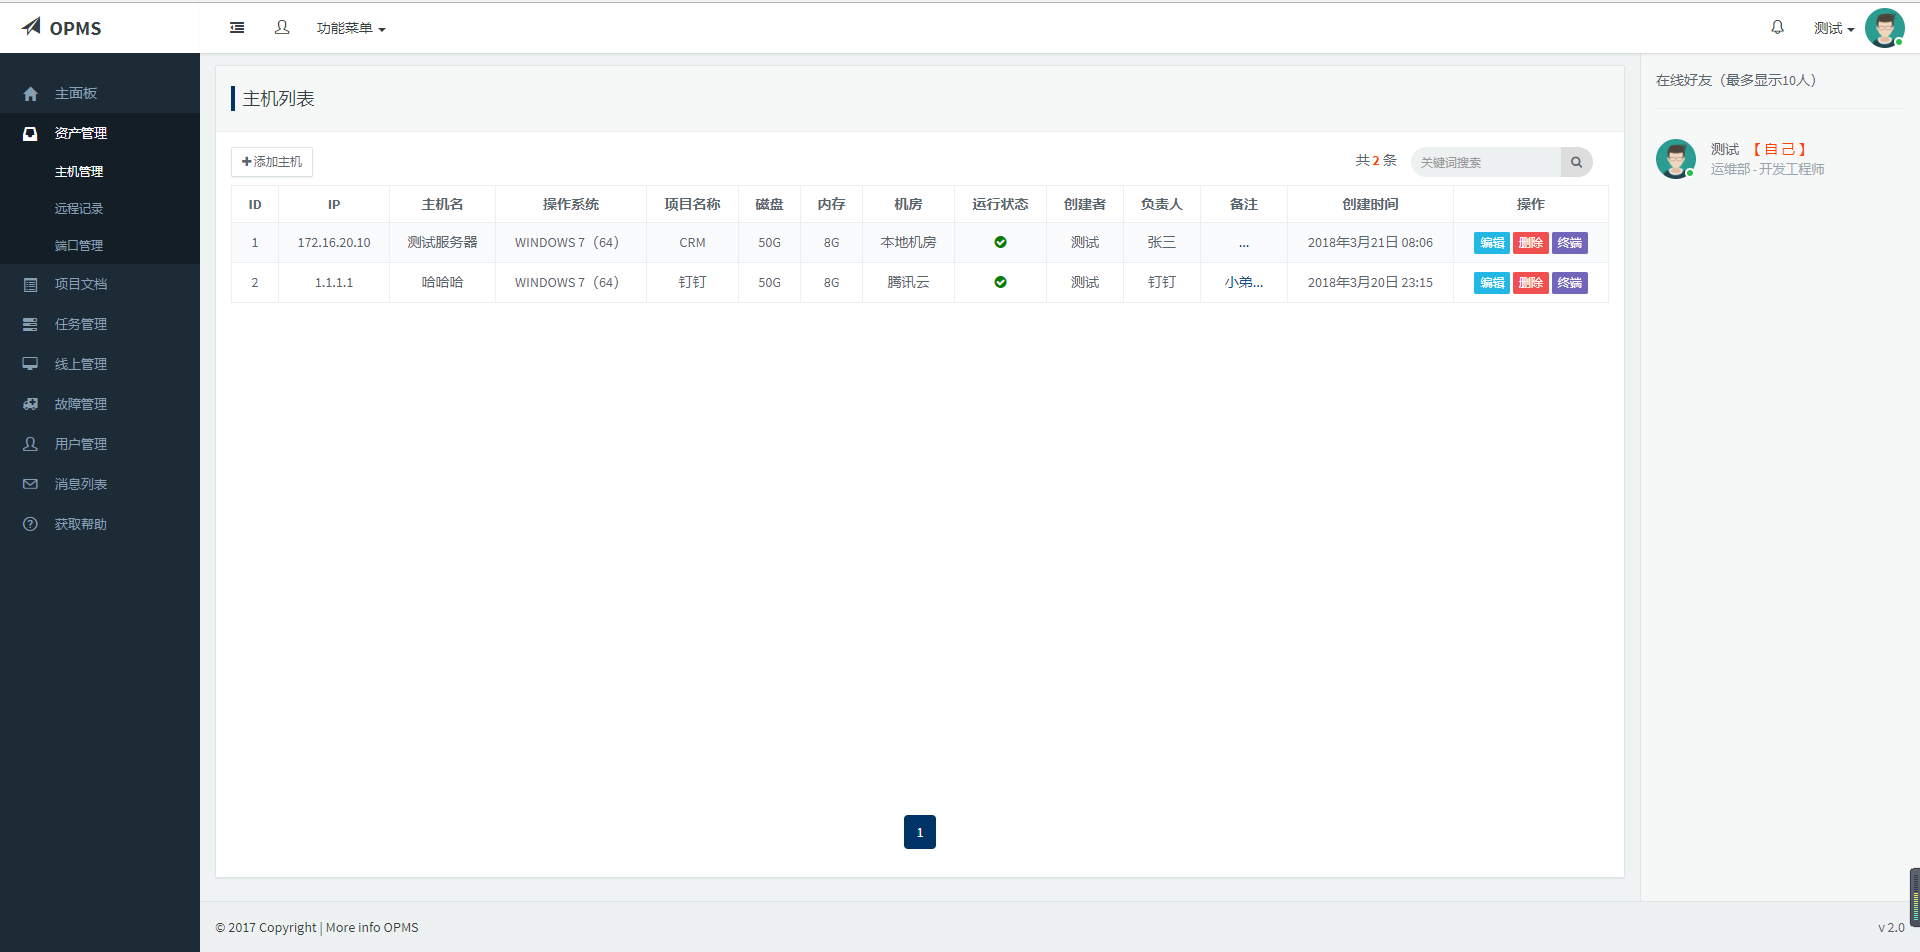 OPMS
功能菜单
测试
主面板
资产管理
主机管理
远程记录
端口管理
项目文档
任务管理
线上管理
故障管理
用户管理
消息列表
获取帮助
主机列表
添加主机
共2条
关键词搜索
ID IP 主机名 操作系统 项目名称 磁盘 内存 机房 运行状态 创建者 负责人 备注 创建时间 操作
1 172.16.20.10 测试服务器 WINDOWS 7（64） CRM 50G 8G 本地机房 测试 张三 ... 2018年3月21日 08:06 编辑 删除 终端
2 1.1.1.1 哈哈哈 WINDOWS 7（64） 钉钉 50G 8G 腾讯云 测试 钉钉 小弟... 2018年3月20日 23:15 编辑 删除 终端
1
在线好友（最多显示10人）
测试 【 自 己 】
运维部 - 开发工程师
© 2017 Copyright | More info OPMS
v 2.0